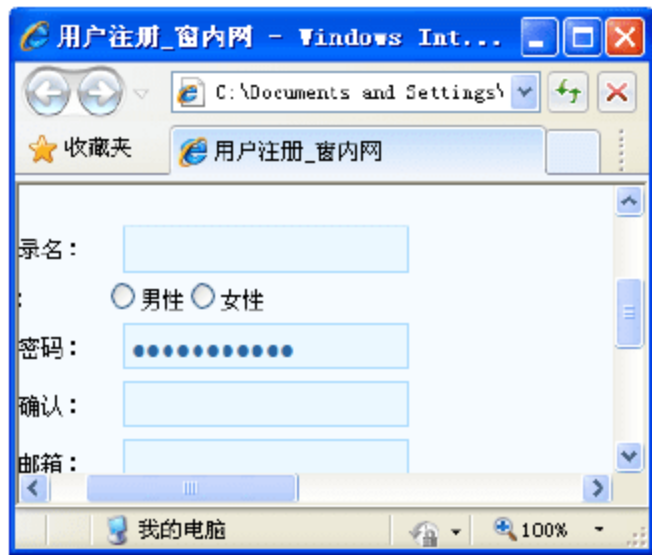 用户注册_窗内网 - Windows Int...
C:\Documents and Settings\
收藏夹
用户注册_窗内网
录名：
: 男性 女性
密码： ●●●●●●●●●●●
确认：
邮箱：
我的电脑 100%